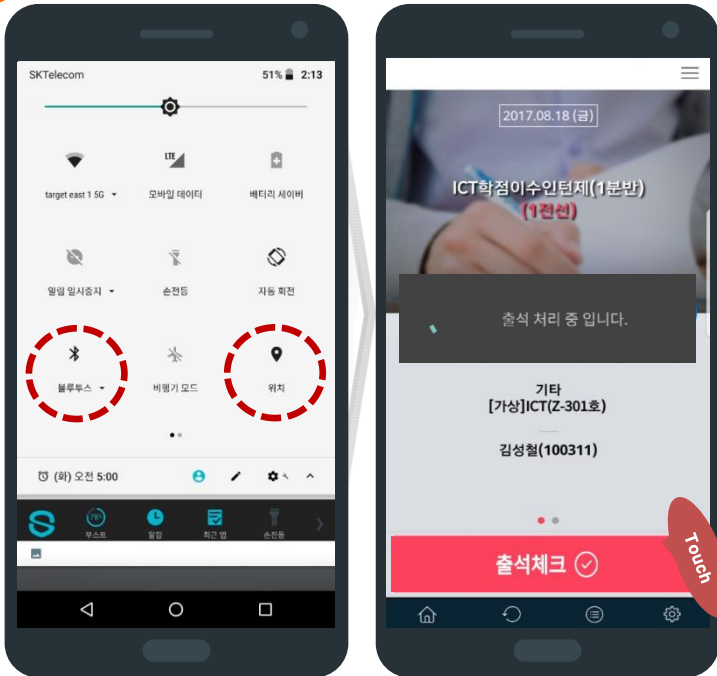 SKTelecom 51% 2:13
target east 1 5G LTE 모바일 데이터 배터리 세이버
알림 일시중지 손전등 자동 회전
블루투스 비행기 모드 위치
(화) 오전 5:00
78%
부스트 알람 최근 앱 손전등
2017.08.18 (금)
ICT학점이수인턴제(1분반)
(1전선)
출석 처리 중 입니다.
기타
[가상]ICT(Z-301호)
김성철(100311)
출석체크
Touch